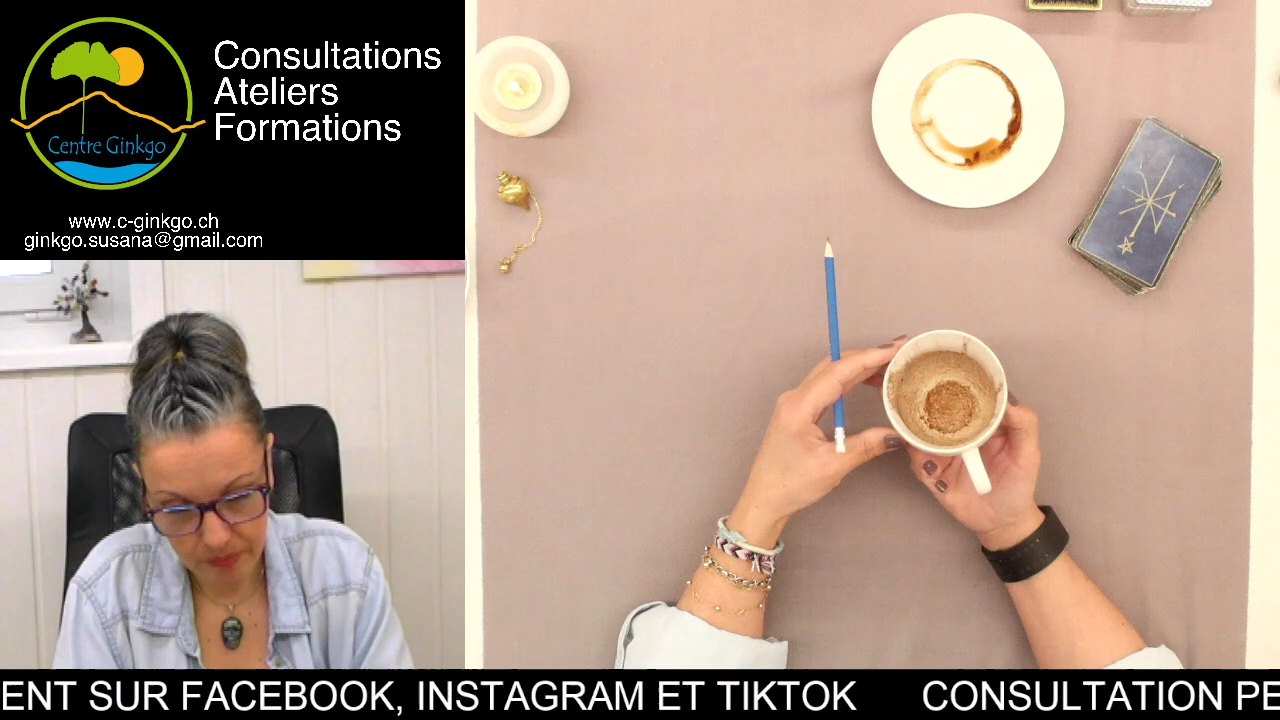 Consultations
Ateliers
Formations
Centre Ginkgo
www.c-ginkgo.ch
ginkgo.susana@gmail.com
ENT SUR FACEBOOK, INSTAGRAM ET TIKTOK CONSULTATION PE